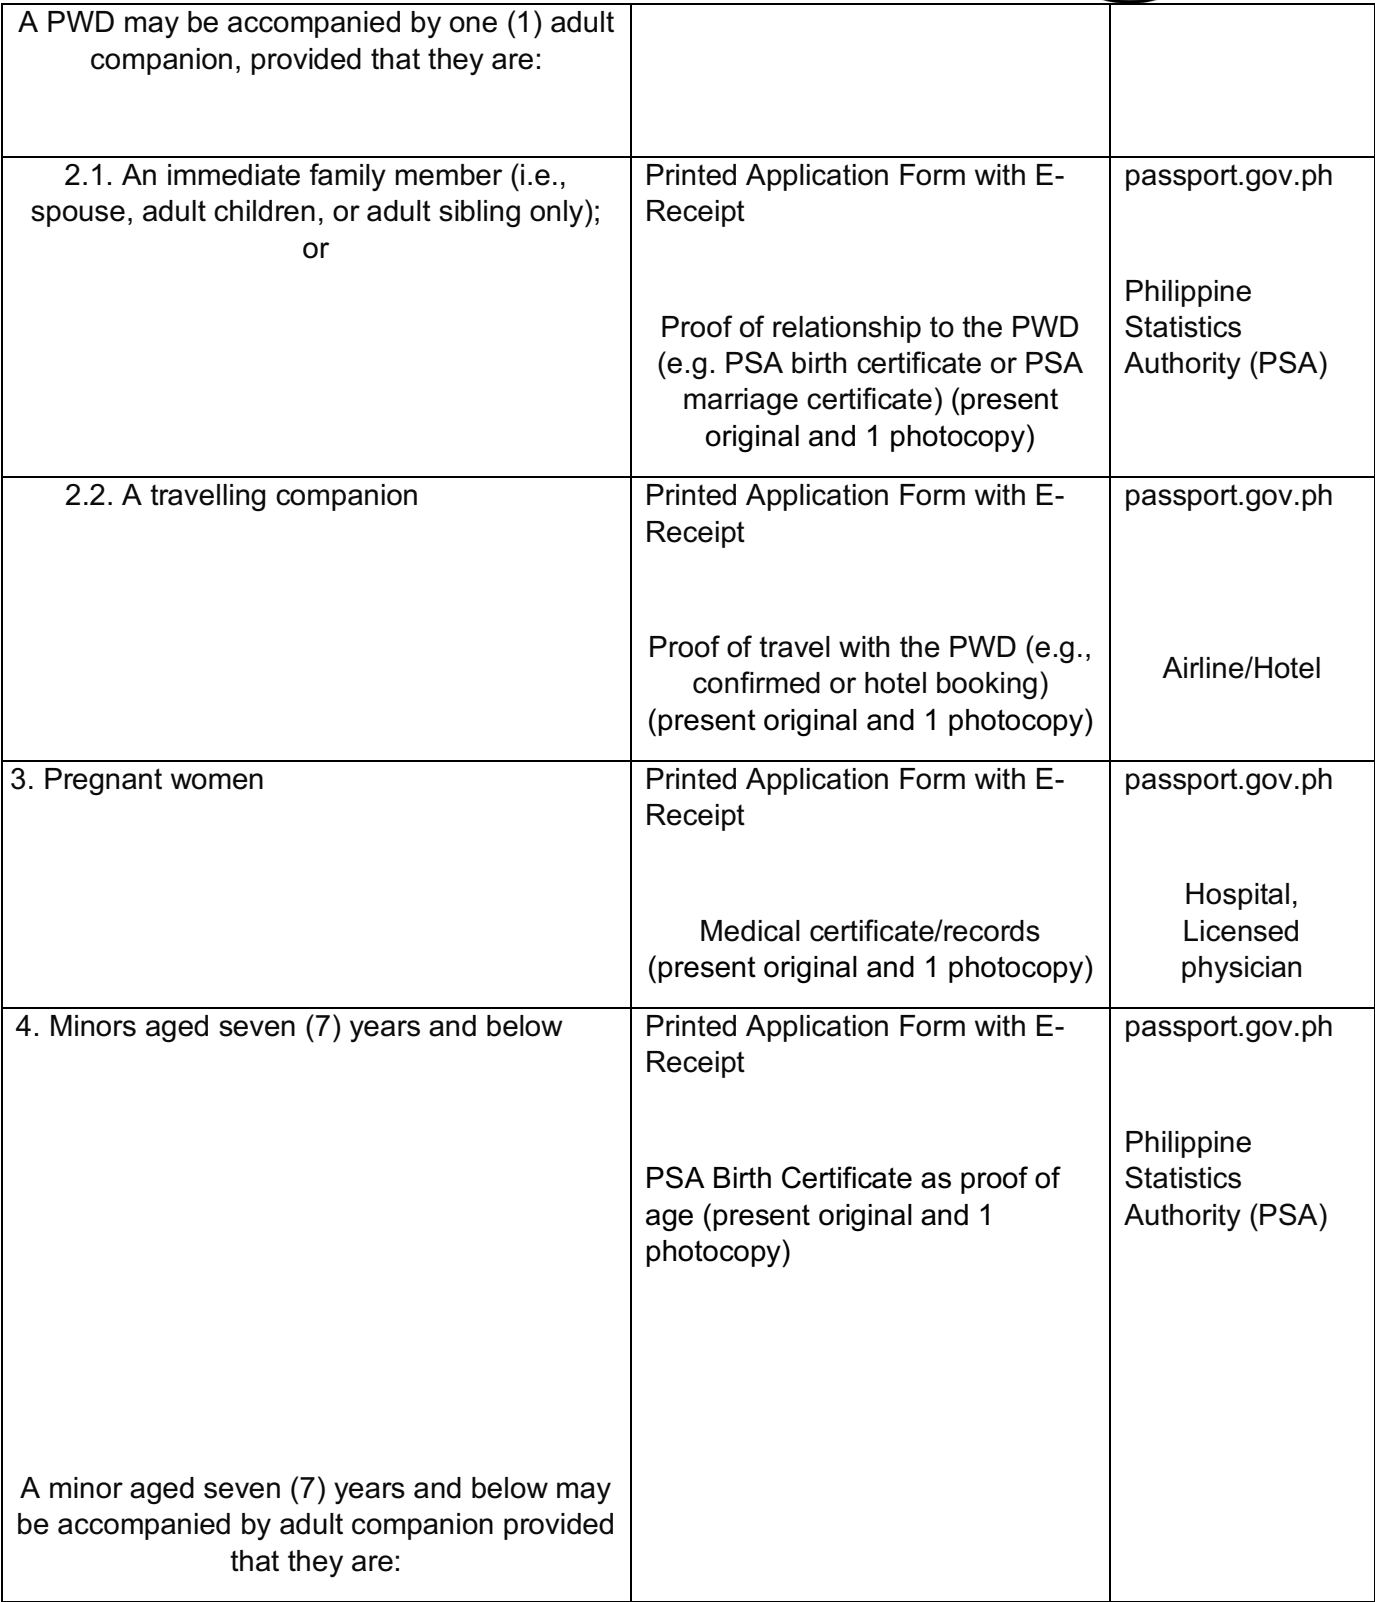 A PWD may be accompanied by one (1) adult
companion, provided that they are:
2.1. An immediate family member (i.e.,
spouse, adult children, or adult sibling only);
or
Printed Application Form with E-
Receipt
Proof of relationship to the PWD
(e.g. PSA birth certificate or PSA
marriage certificate) (present
original and 1 photocopy)
passport.gov.ph
Philippine
Statistics
Authority (PSA)
2.2. A travelling companion
Printed Application Form with E-
Receipt
Proof of travel with the PWD (e.g.,
confirmed or hotel booking)
(present original and 1 photocopy)
passport.gov.ph
Airline/Hotel
3. Pregnant women
Printed Application Form with E-
Receipt
Medical certificate/records
(present original and 1 photocopy)
passport.gov.ph
Hospital,
Licensed
physician
4. Minors aged seven (7) years and below
A minor aged seven (7) years and below may
be accompanied by adult companion provided
that they are:
Printed Application Form with E-
Receipt
PSA Birth Certificate as proof of
age (present original and 1
photocopy)
passport.gov.ph
Philippine
Statistics
Authority (PSA)